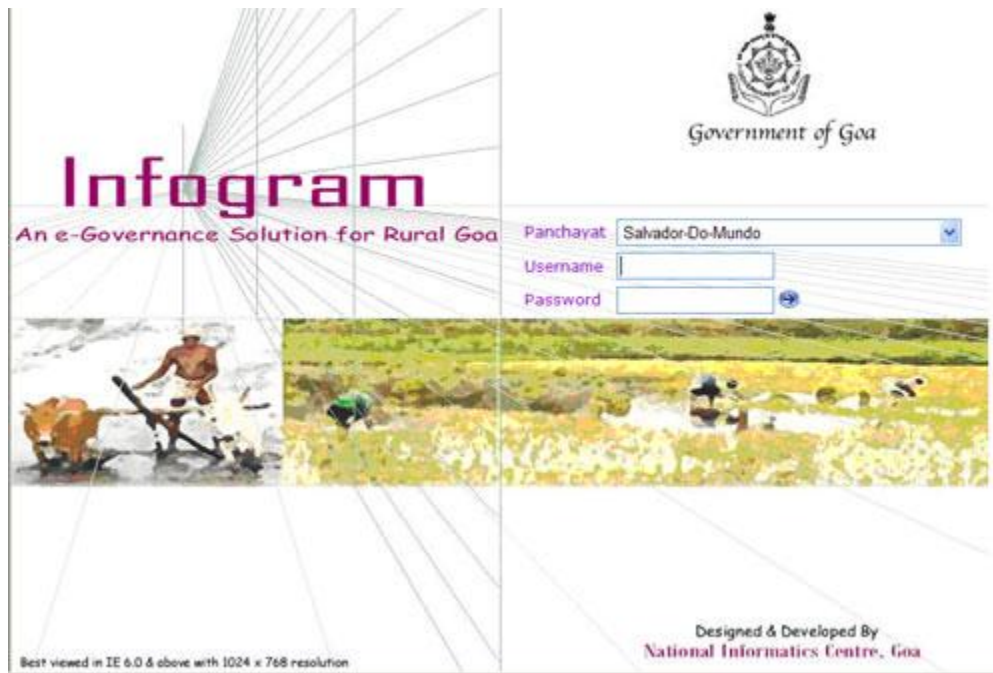 Government of Goa
Infogram
An e-Governance Solution for Rural Goa
Panchayat Salvador-Do-Mundo
Username
Password
Designed & Developed By
National Informatics Centre, Goa
Best viewed in IE 6.0 & above with 1024 x 768 resolution